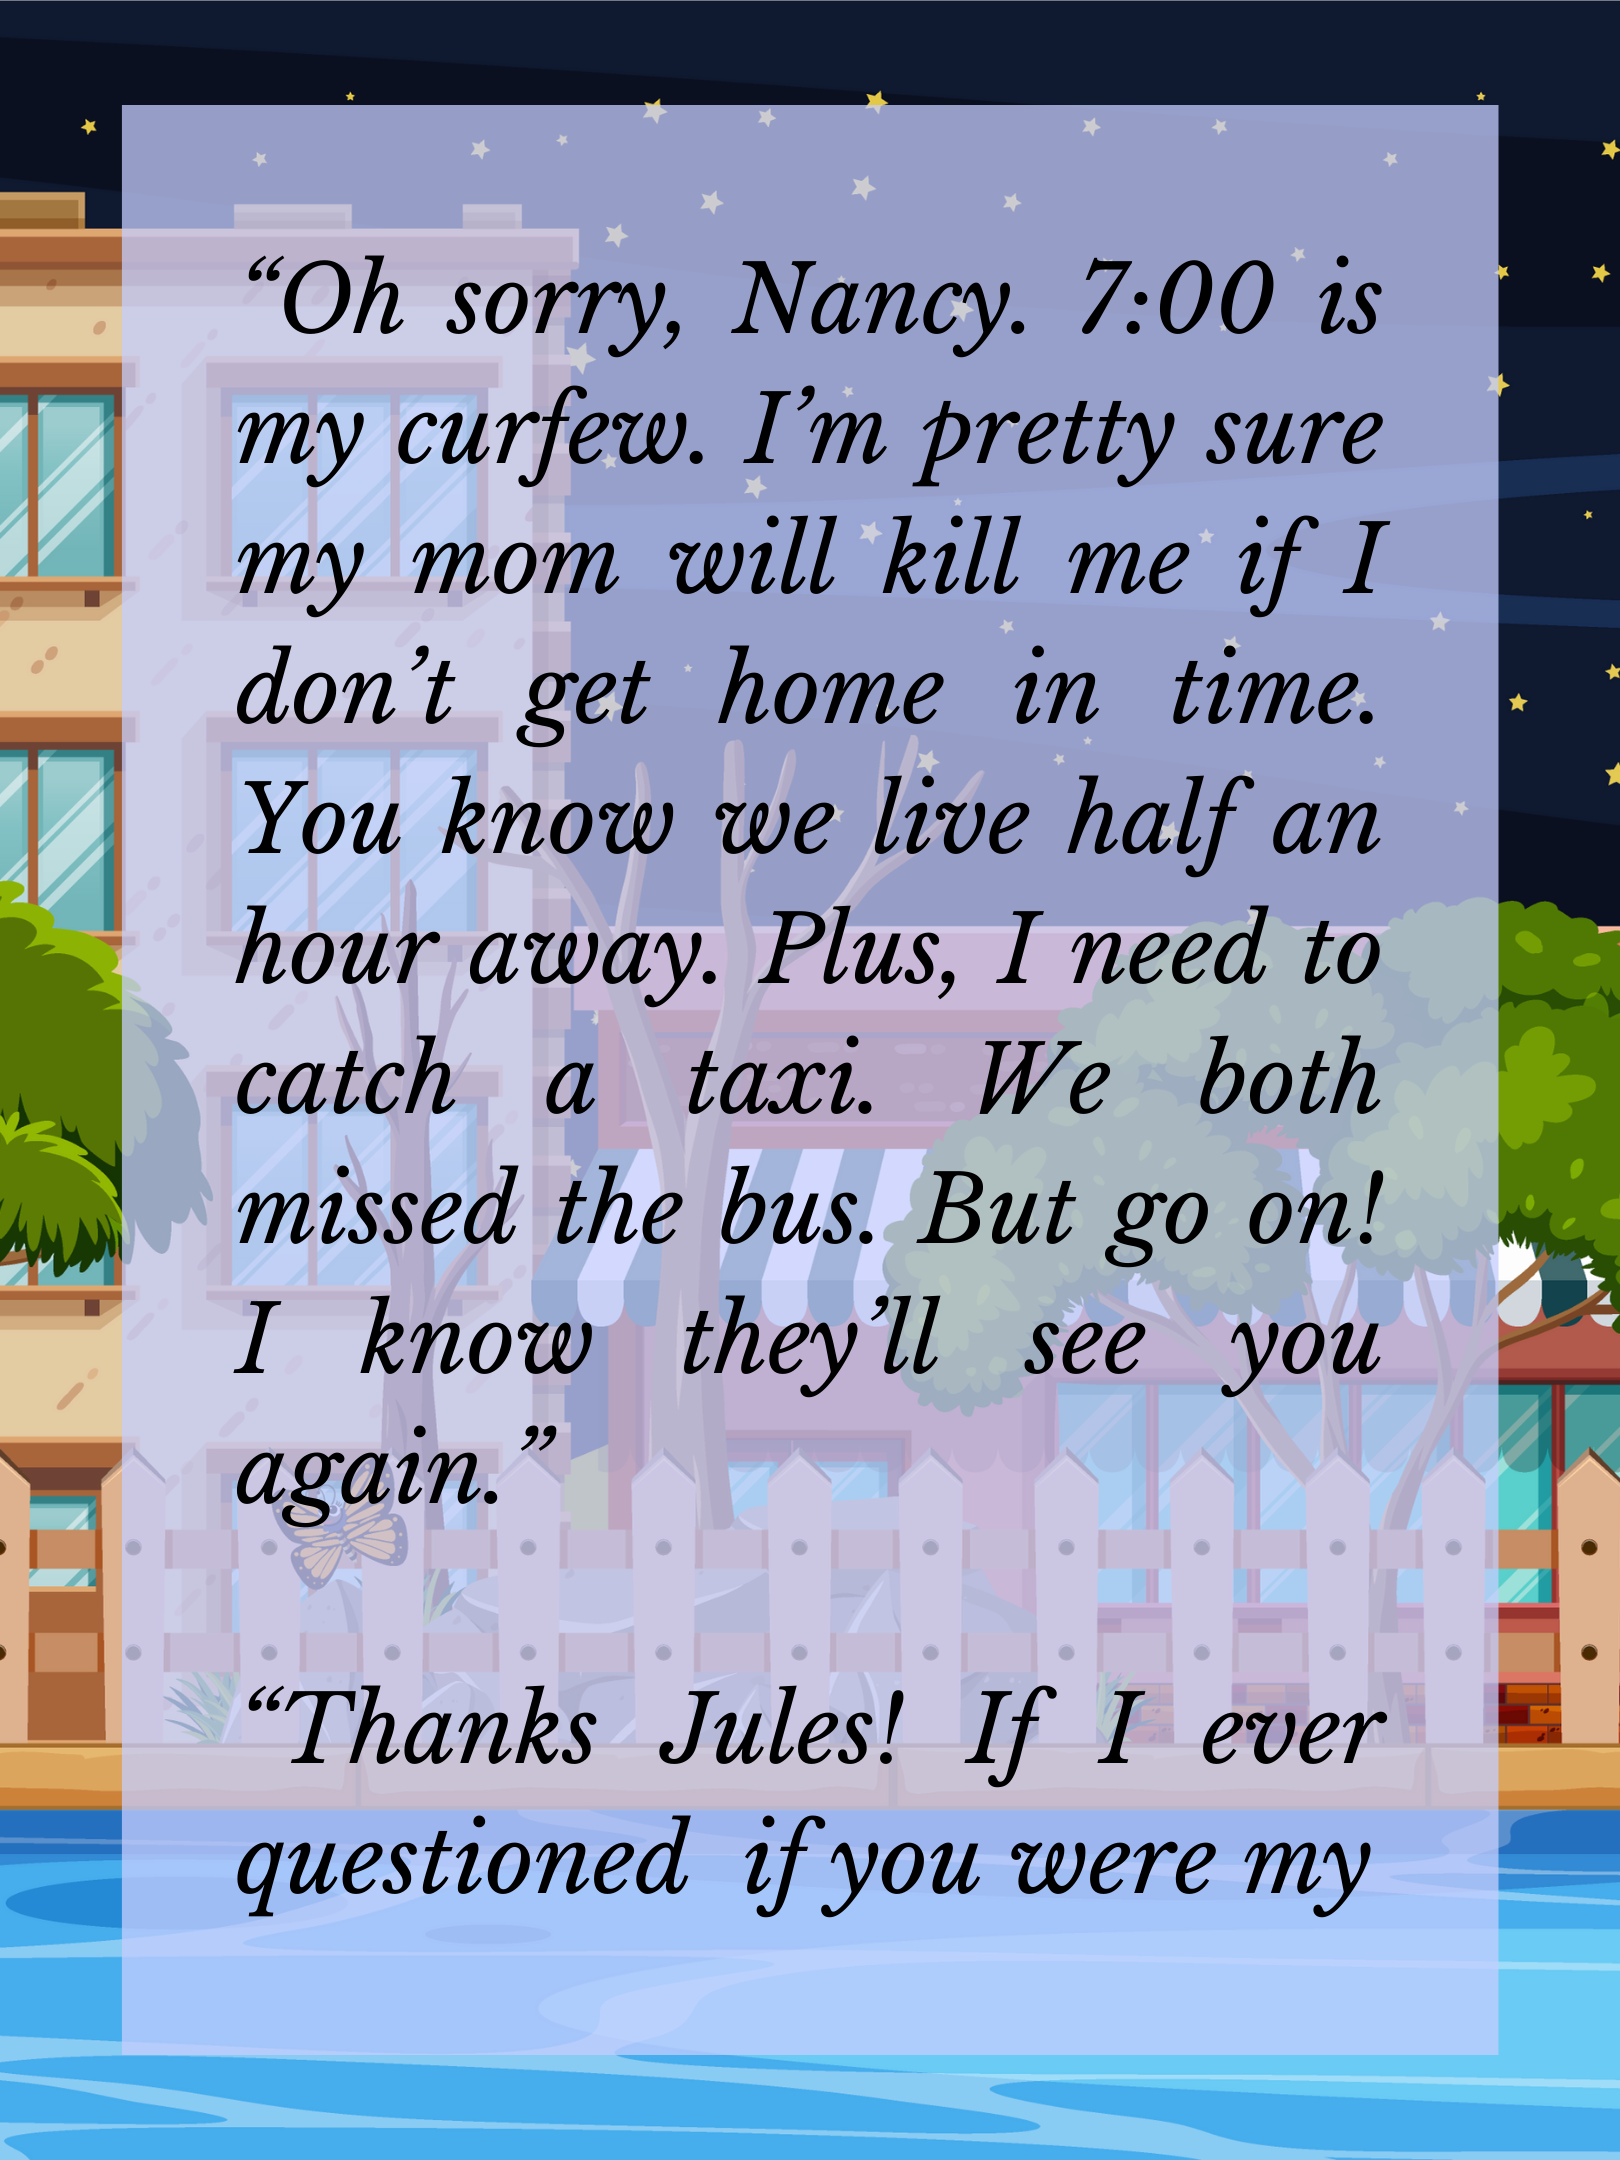 “Oh sorry, Nancy. 7:00 is
my curfew. I’m pretty sure
my mom will kill me if I
don’t get home in time.
You know we live half an
hour away. Plus, I need to
catch a taxi. We both
missed the bus. But go on!
I know they’ll see you
again.”
“Thanks Jules! If I ever
questioned if you were my